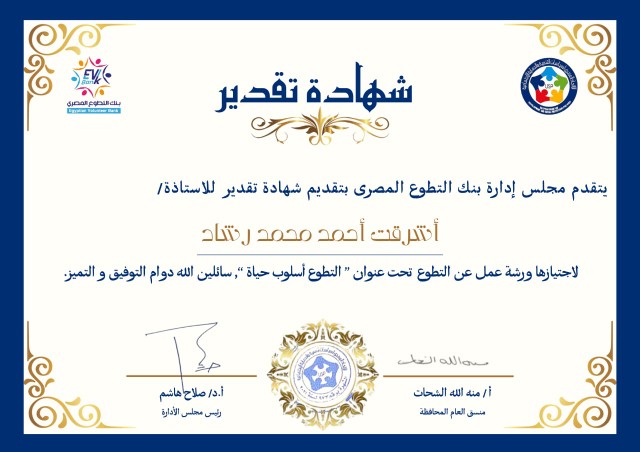 EVBank
بنك التطوع المصرى
Egyptian Volunteer Bank
شهادة تقدير
يتقدم مجلس إدارة بنك التطوع المصرى بتقديم شهادة تقدير للاستاذة/
أشرقت أحمد محمد رشاد
لاجتيازها ورشة عمل عن التطوع تحت عنوان " التطوع أسلوب حياة ", سائلين الله دوام التوفيق و التميز.
أ/ منه الله الشحات
منسق العام المحافظة
أ.د/ صلاح هاشم
رئيس مجلس الأدارة